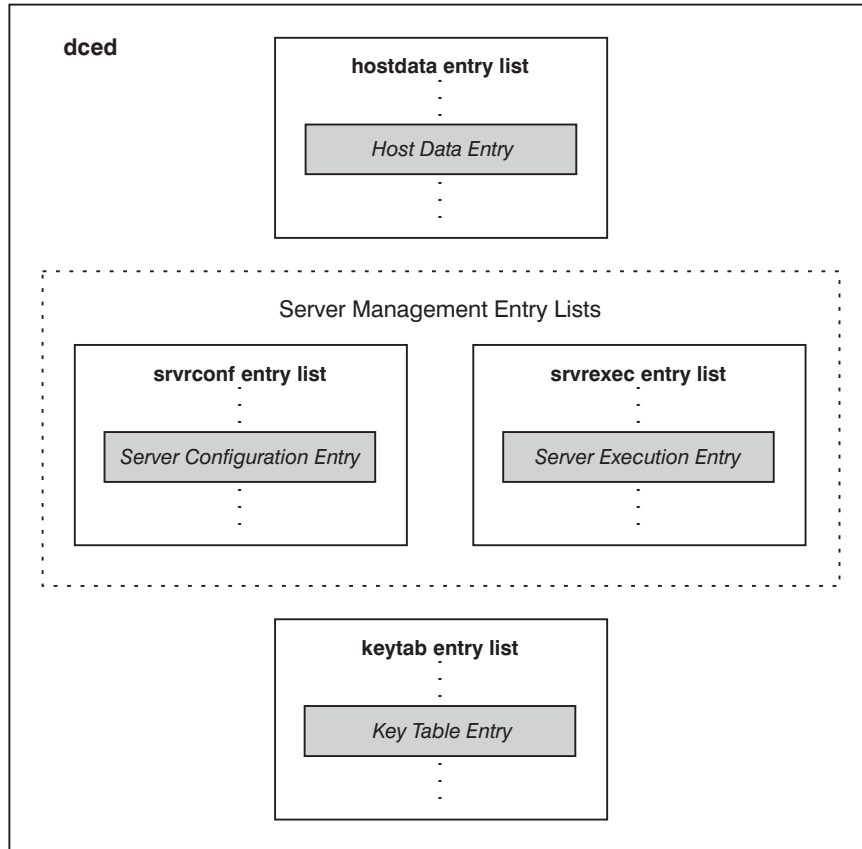 dced
hostdata entry list
Host Data Entry
Server Management Entry Lists
srvrconf entry list
Server Configuration Entry
srvrexec entry list
Server Execution Entry
keytab entry list
Key Table Entry